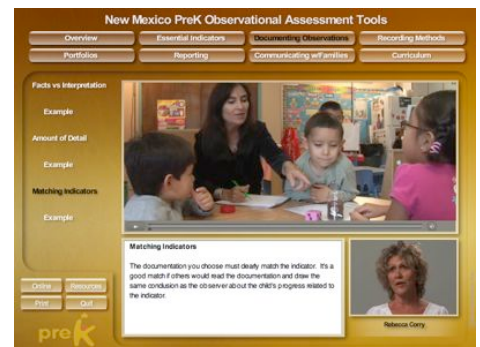 New Mexico PreK Observational Assessment Tools
Overview
Essential Indicators
Documenting Observations
Recording Methods
Portfolios
Reporting
Communicating w/Families
Curriculum
Facts vs Interpretation
Example
Amount of Detail
Example
Matching Indicators
Example
Matching Indicators
The documentation you choose must clearly match the indicator. It's a
good match if others would read the documentation and draw the
same conclusion as the observer about the child's progress related to
the indicator.
Online
Resources
Print
Quit
preK
Rebecca Corry